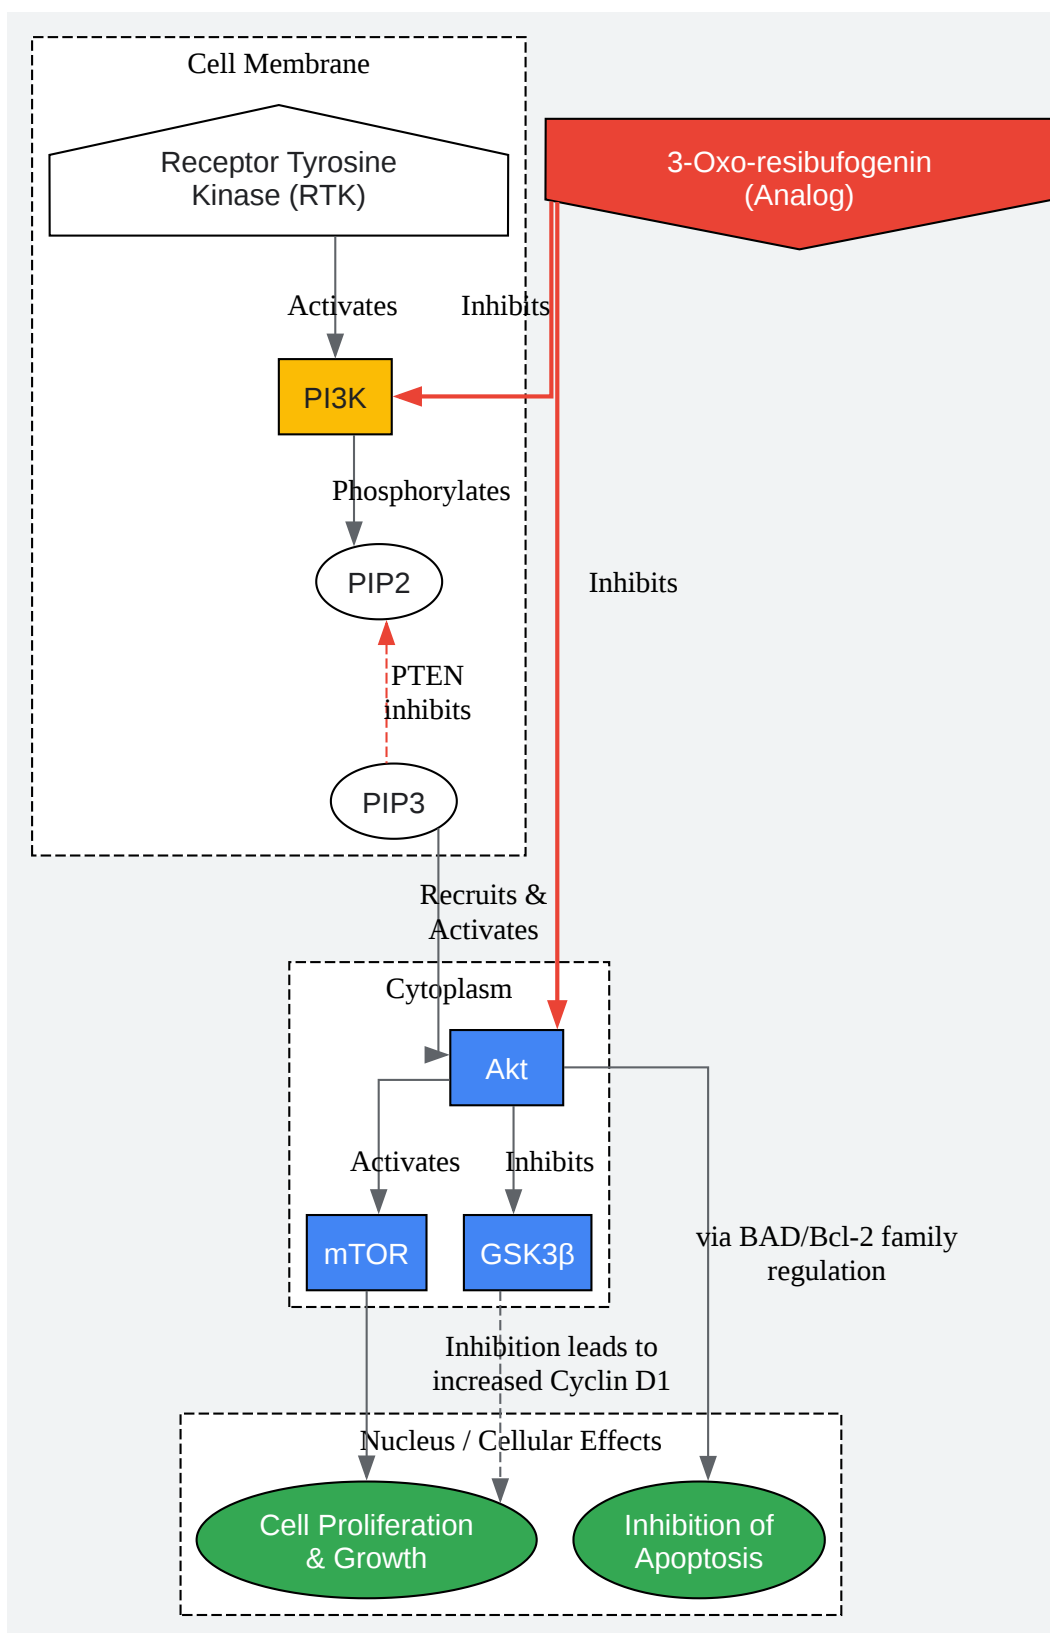 Cell Membrane
Receptor Tyrosine
Kinase (RTK)
3-Oxo-resibufogenin
(Analog)
Activates
Inhibits
PI3K
Phosphorylates
PIP2
Inhibits
PTEN
inhibits
PIP3
Recruits &
Activates
Cytoplasm
Akt
Activates
Inhibits
mTOR
GSK3β
via BAD/Bcl-2 family
regulation
Inhibition leads to
increased Cyclin D1
Nucleus / Cellular Effects
Cell Proliferation
& Growth
Inhibition of
Apoptosis